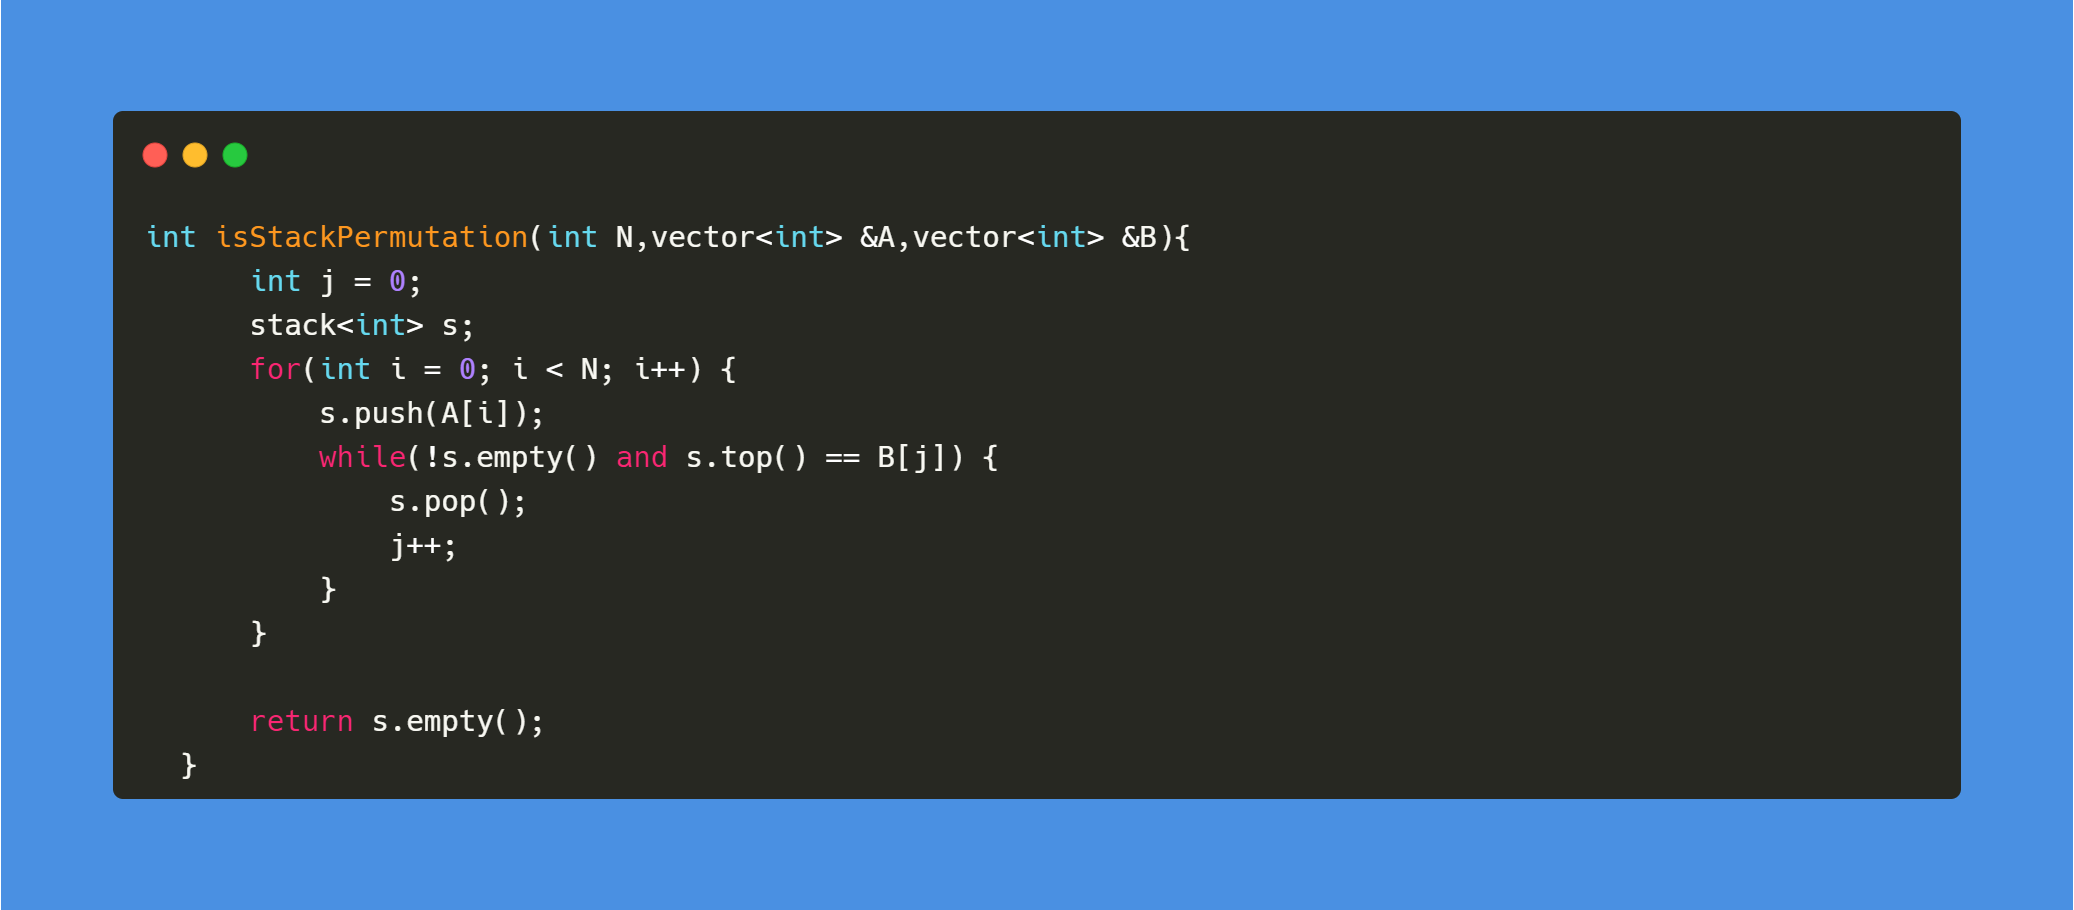 int isStackPermutation(int N,vector<int> &A,vector<int> &B){
      int j = 0;
      stack<int> s;
      for(int i = 0; i < N; i++) {
          s.push(A[i]);
          while(!s.empty() and s.top() == B[j]) {
              s.pop();
              j++;
          }
      }

      return s.empty();
  }